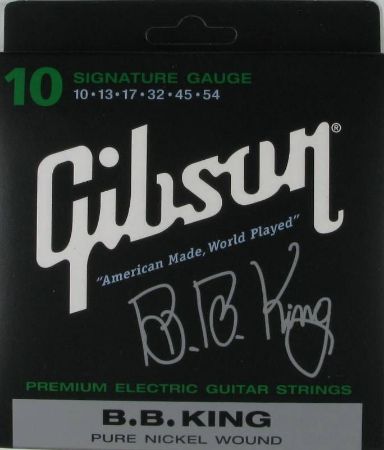 10 SIGNATURE GAUGE
10•13•17•32•45•54
Gibson®
"American Made, World Played"
B.B. King
PREMIUM ELECTRIC GUITAR STRINGS
B.B.KING
PURE NICKEL WOUND